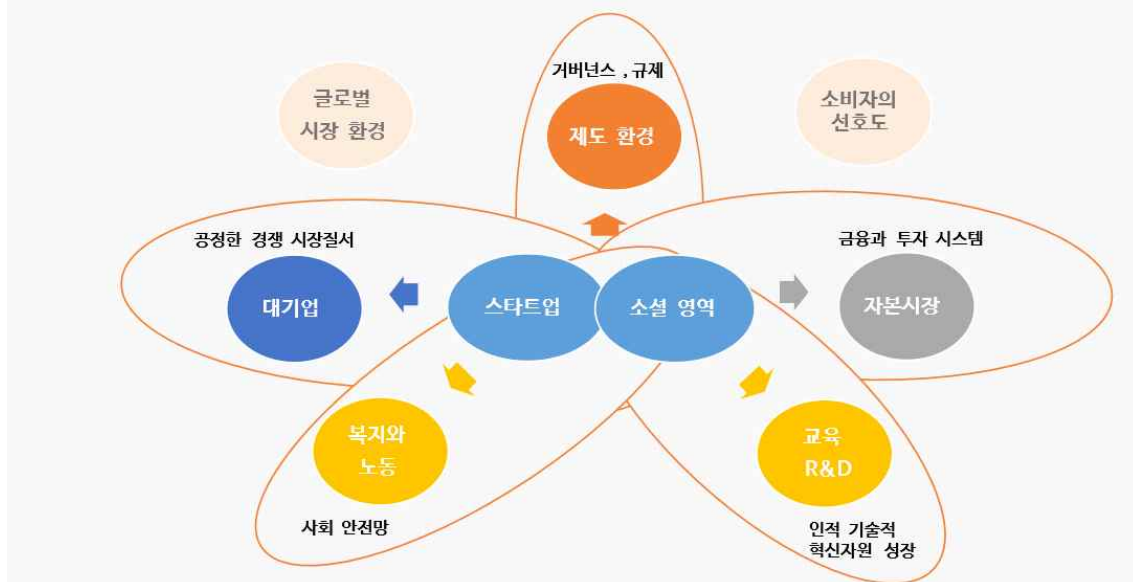 거버넌스 , 규제
글로벌
시장 환경
제도 환경
소비자의
선호도
공정한 경쟁 시장질서
금융과 투자 시스템
대기업
스타트업
소셜 영역
자본시장
복지와
노동
교육
R&D
사회 안전망
인적 기술적
혁신자원 성장